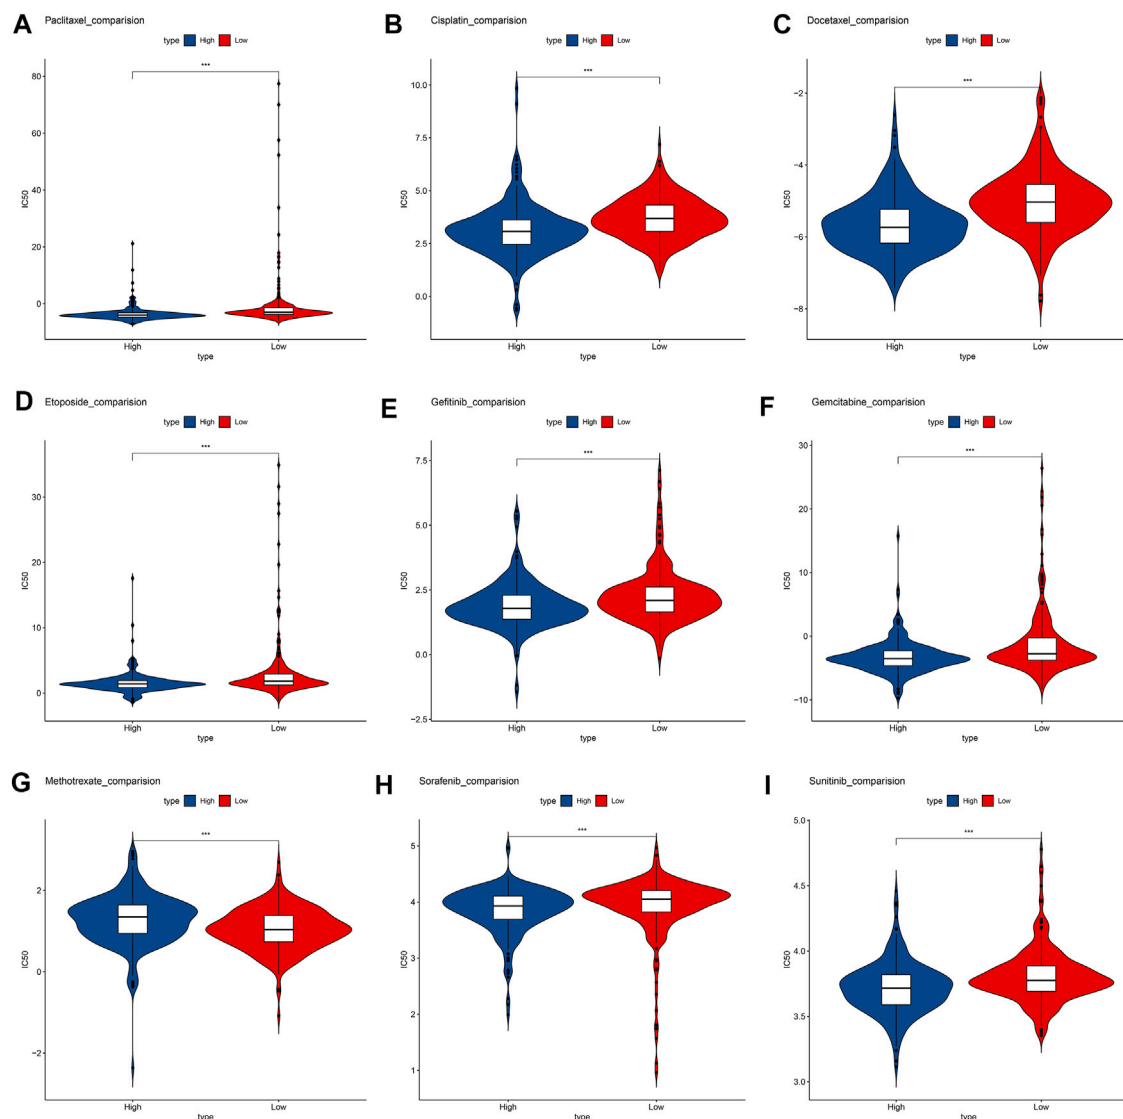 A
Paclitaxel_comparision
type High Low
***
80
60
40
20
0
IC50
High Low
type
B
Cisplatin_comparision
type High Low
***
10.0
7.5
5.0
2.5
0.0
IC50
High Low
type
C
Docetaxel_comparision
type High Low
***
−2
−4
−6
−8
IC50
High Low
type
D
Etoposide_comparision
type High Low
***
30
20
10
0
IC50
High Low
type
E
Gefitinib_comparision
type High Low
***
7.5
5.0
2.5
0.0
−2.5
IC50
High Low
type
F
Gemcitabine_comparision
type High Low
***
30
20
10
0
−10
IC50
High Low
type
G
Methotrexate_comparision
type High Low
***
2
0
−2
IC50
High Low
type
H
Sorafenib_comparision
type High Low
***
5
4
3
2
1
IC50
High Low
type
I
Sunitinib_comparision
type High Low
***
5.0
4.5
4.0
3.5
3.0
IC50
High Low
type